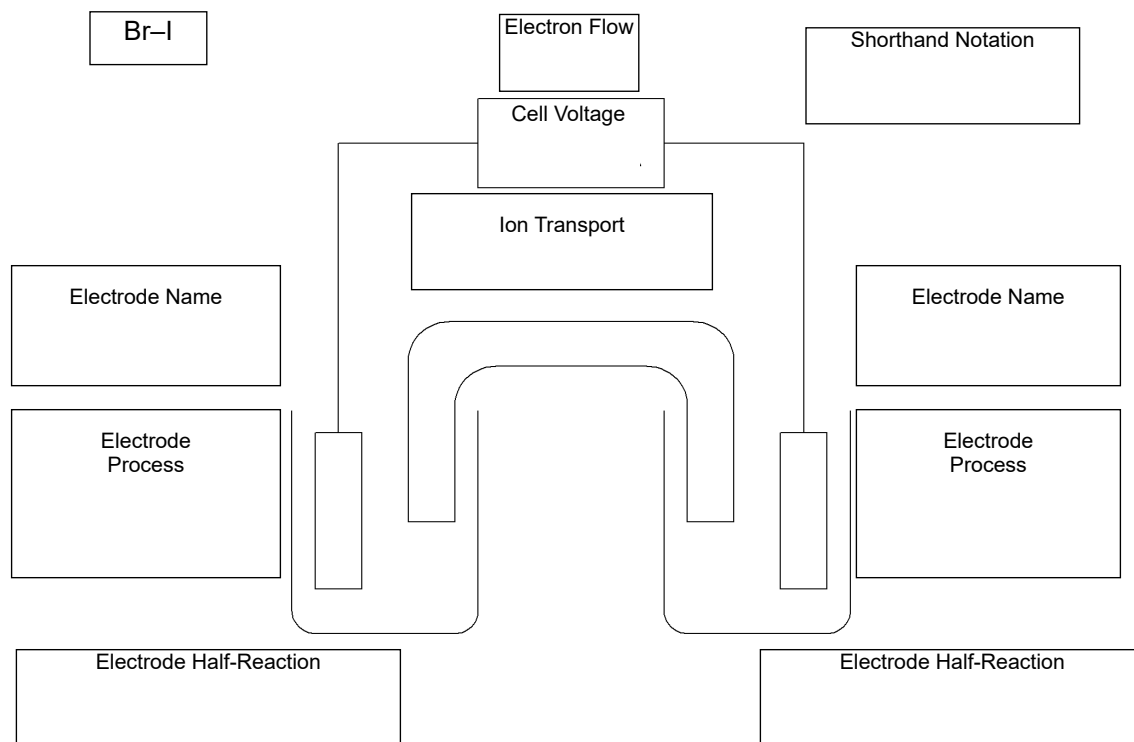 Br–I
Electron Flow
Shorthand Notation
Cell Voltage
Ion Transport
Electrode Name
Electrode Name
Electrode
Process
Electrode
Process
Electrode Half-Reaction
Electrode Half-Reaction